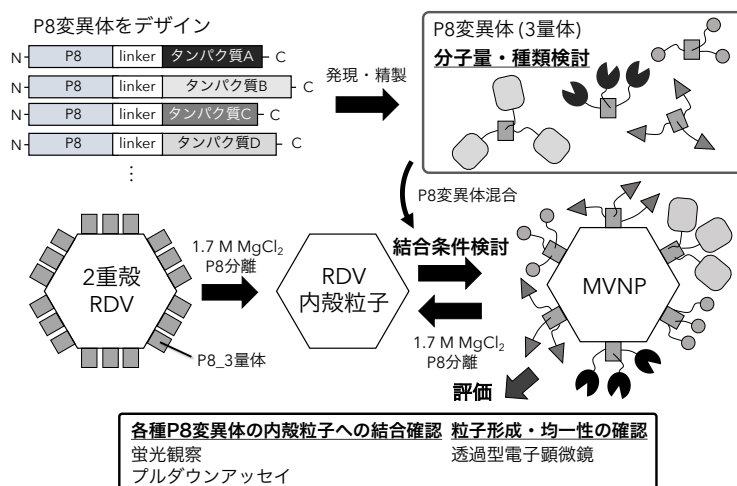 P8変異体をデザイン
N- P8 linker タンパク質A - C
N- P8 linker タンパク質B - C
N- P8 linker タンパク質C - C
N- P8 linker タンパク質D - C
⋮
発現・精製
P8変異体 (3量体)
分子量・種類検討
P8変異体混合
2重殻
RDV
P8_3量体
1.7 M MgCl₂
P8分離
RDV
内殻粒子
結合条件検討
1.7 M MgCl₂
P8分離
MVNP
評価
各種P8変異体の内殻粒子への結合確認
蛍光観察
プルダウンアッセイ
粒子形成・均一性の確認
透過型電子顕微鏡